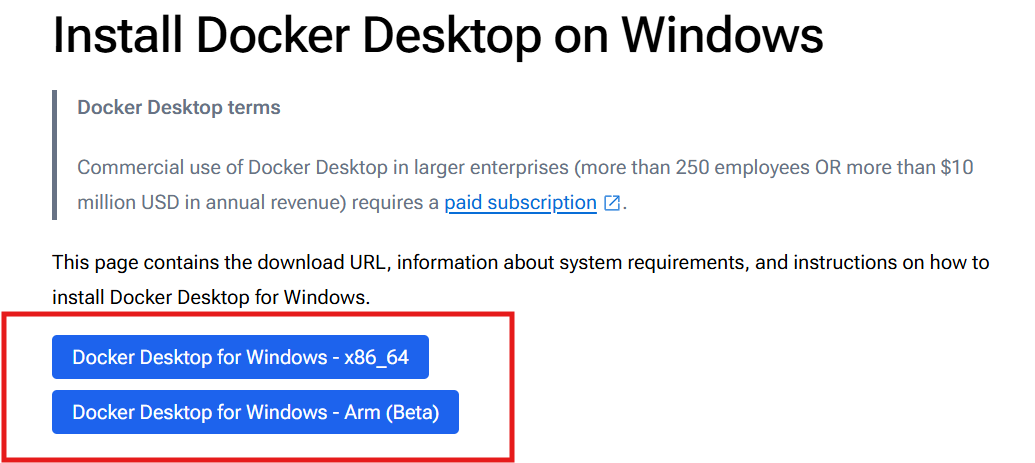 Install Docker Desktop on Windows
Docker Desktop terms
Commercial use of Docker Desktop in larger enterprises (more than 250 employees OR more than $10
million USD in annual revenue) requires a paid subscription.
This page contains the download URL, information about system requirements, and instructions on how to
install Docker Desktop for Windows.
Docker Desktop for Windows - x86_64
Docker Desktop for Windows - Arm (Beta)